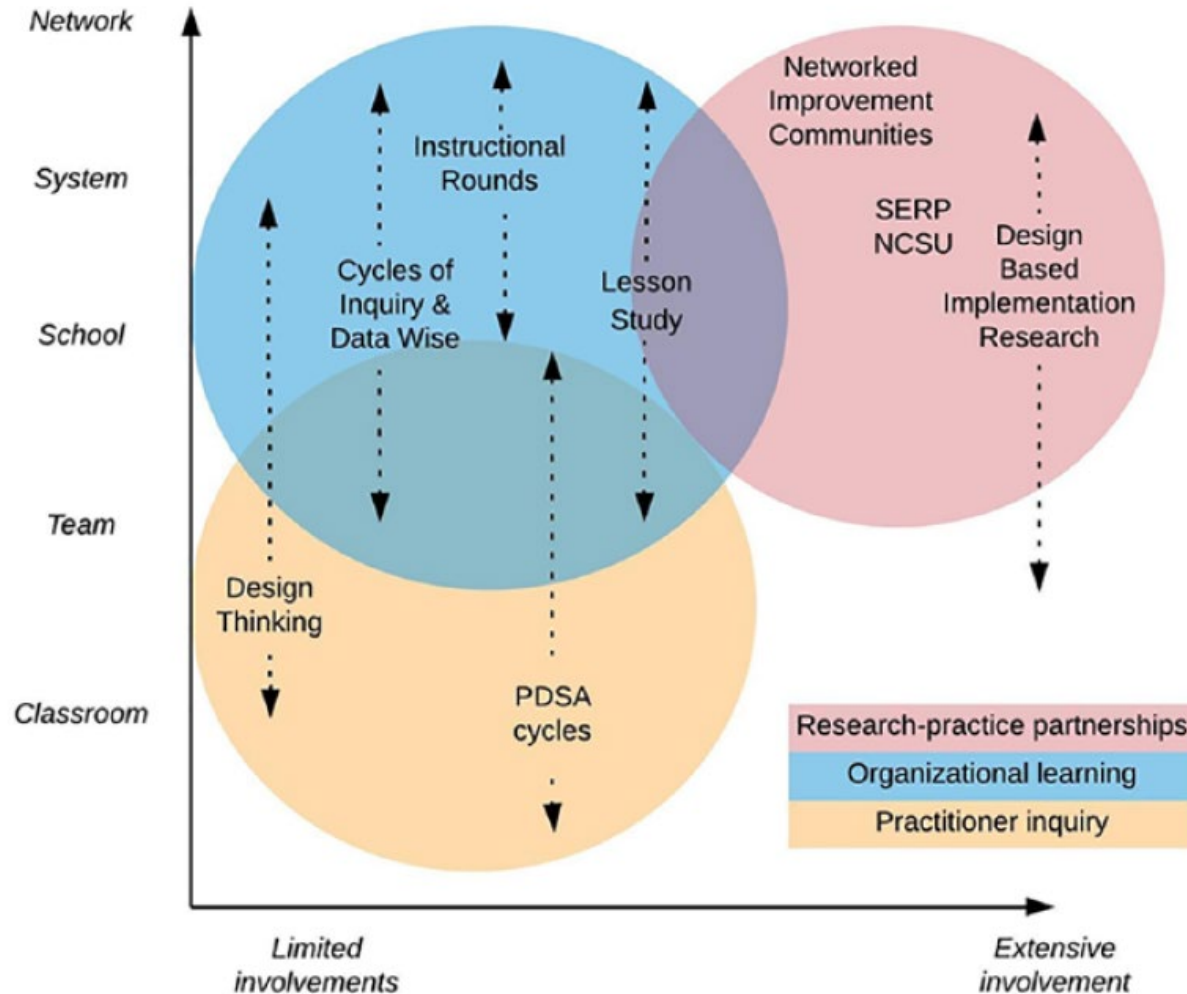 Network
System
School
Team
Classroom
Instructional
Rounds
Cycles of
Inquiry &
Data Wise
Lesson
Study
Networked
Improvement
Communities
SERP
NCSU
Design
Based
Implementation
Research
Design
Thinking
PDSA
cycles
Research-practice partnerships
Organizational learning
Practitioner inquiry
Limited
involvements
Extensive
involvement